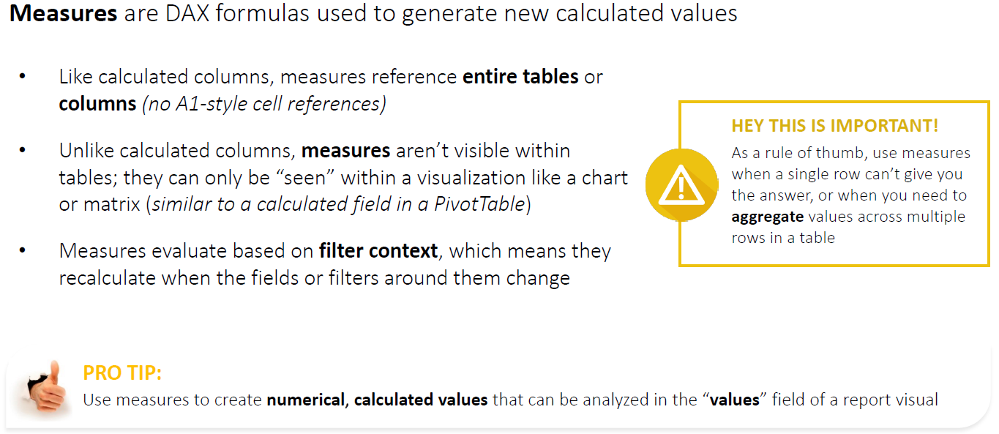 Measures are DAX formulas used to generate new calculated values
• Like calculated columns, measures reference entire tables or
columns (no A1-style cell references)
• Unlike calculated columns, measures aren’t visible within
tables; they can only be “seen” within a visualization like a chart
or matrix (similar to a calculated field in a PivotTable)
• Measures evaluate based on filter context, which means they
recalculate when the fields or filters around them change
HEY THIS IS IMPORTANT!
As a rule of thumb, use measures
when a single row can’t give you
the answer, or when you need to
aggregate values across multiple
rows in a table
PRO TIP:
Use measures to create numerical, calculated values that can be analyzed in the “values” field of a report visual